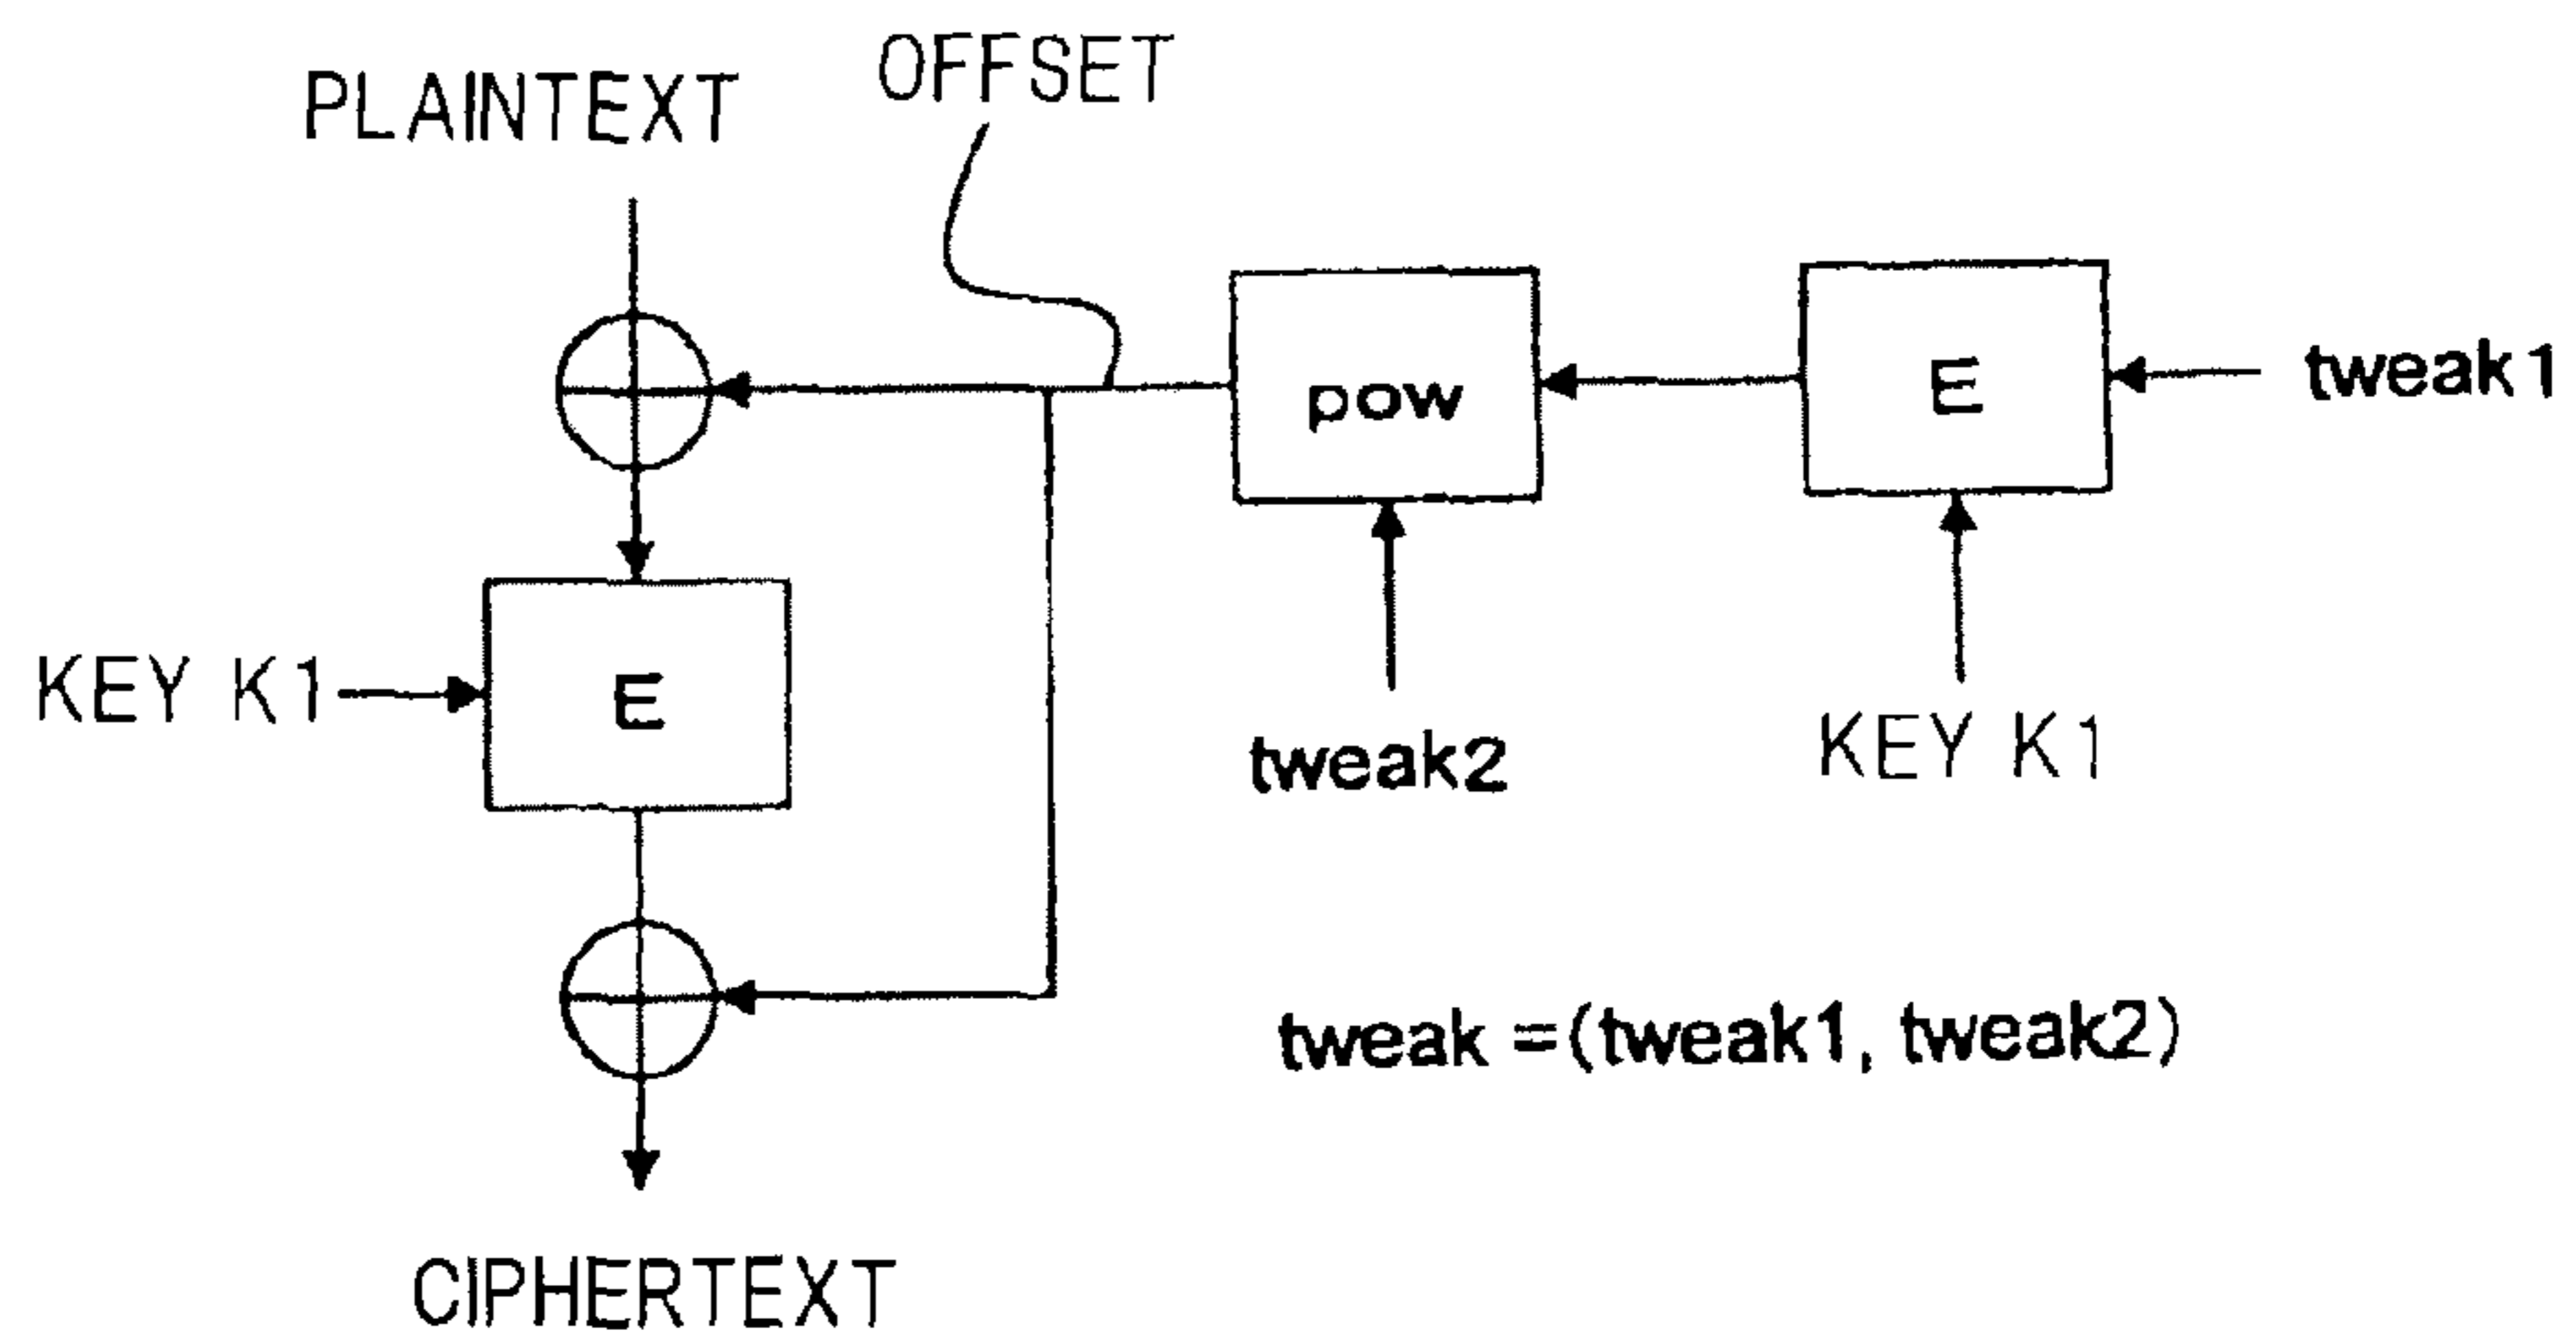 OFFSET
PLAINTEXT
pow
E
tweak1
KEY K1
E
tweak2
KEY K1
tweak =(tweak1, tweak2)
CIPHERTEXT